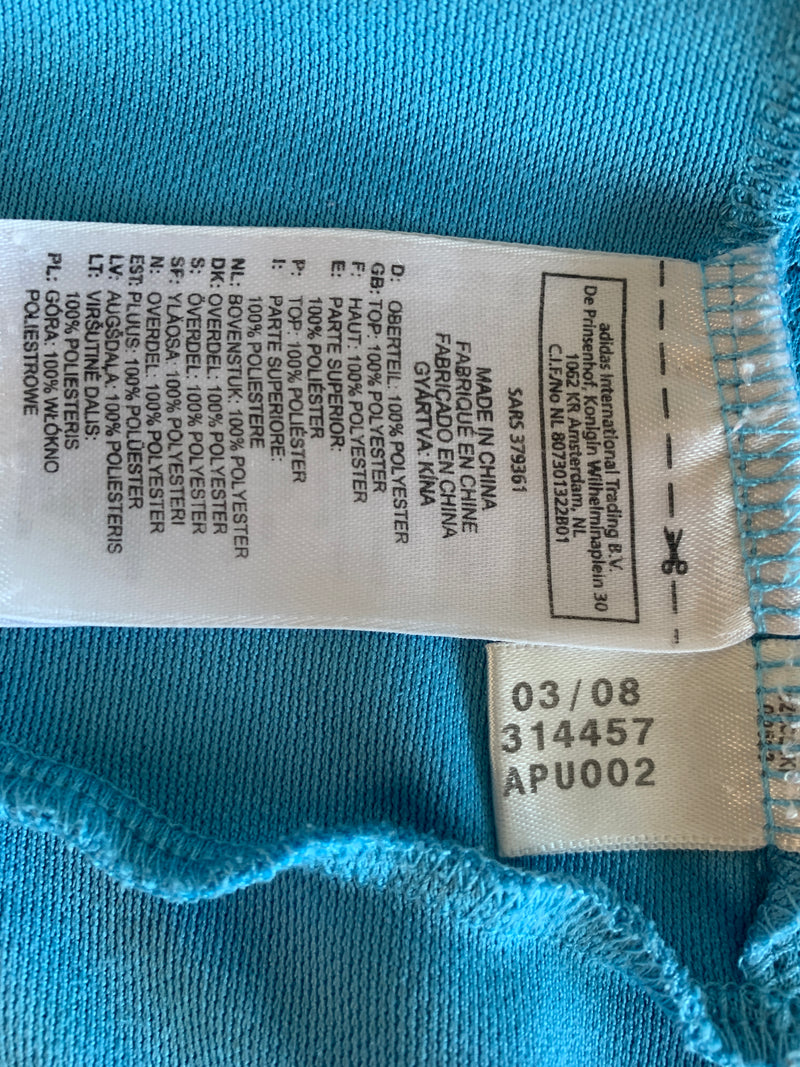 adidas International Trading B.V.
De Prinsenhof, Konigin Wilhelminaplein 30
1062 KR Amsterdam, NL
C.I.F/No NL 807301322B01
SARS 379361
MADE IN CHINA
FABRIQUÉ EN CHINE
FABRICADO EN CHINA
GYÁRTVA: KÍNA
D: OBERTEIL: 100% POLYESTER
GB: TOP: 100% POLYESTER
F: HAUT: 100% POLYESTER
E: PARTE SUPERIOR:
100% POLIÉSTER
P: TOP: 100% POLIÉSTER
I: PARTE SUPERIORE:
100% POLIESTERE
NL: BOVENSTUK: 100% POLYESTER
DK: OVERDEL: 100% POLYESTER
S: ÖVERDEL: 100% POLYESTER
SF: YLÄOSA: 100% POLYESTERI
N: OVERDEL: 100% POLYESTER
EST: PLUUS: 100% POLÜESTER
LV: AUGŠDAĻA: 100% POLIESTERIS
LT: VIRŠUTINĖ DALIS:
100% POLIESTERIS
PL: GÓRA: 100% WŁÓKNO
POLIESTROWE
03/08
314457
APU002